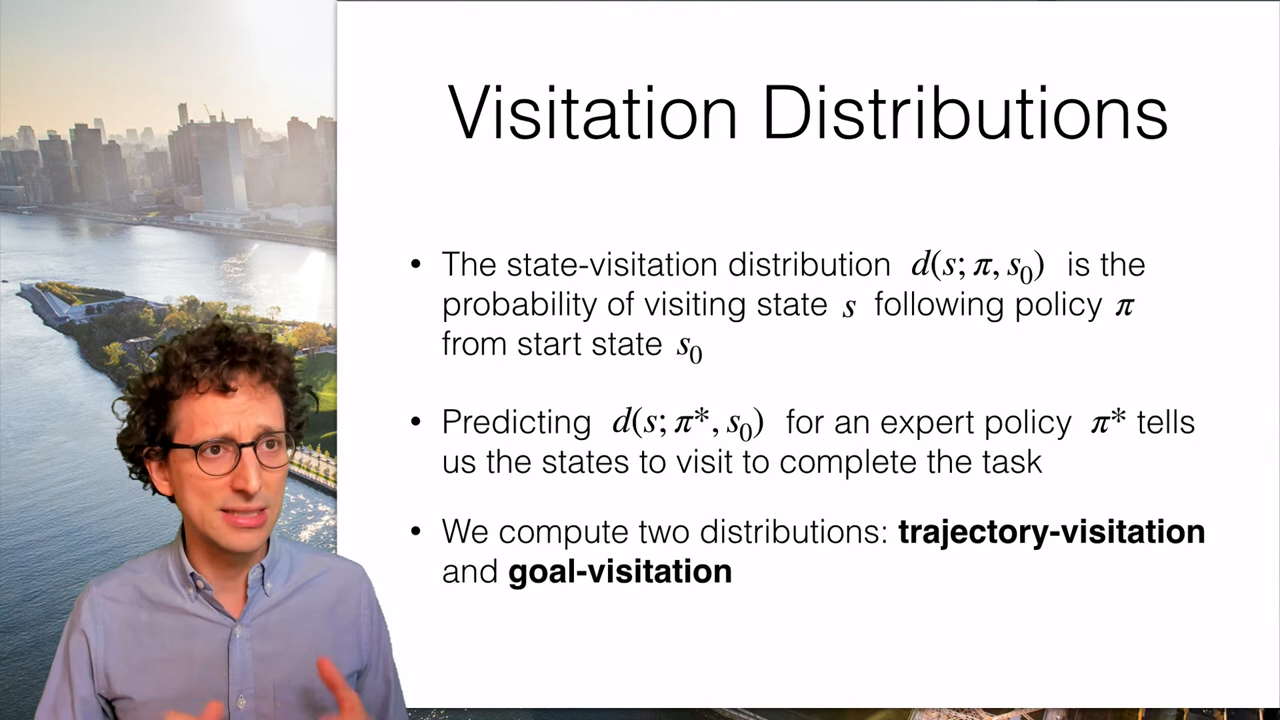 Visitation Distributions
• The state-visitation distribution d(s; π, s₀) is the
probability of visiting state s following policy π
from start state s₀
• Predicting d(s; π*, s₀) for an expert policy π* tells
us the states to visit to complete the task
• We compute two distributions: trajectory-visitation
and goal-visitation